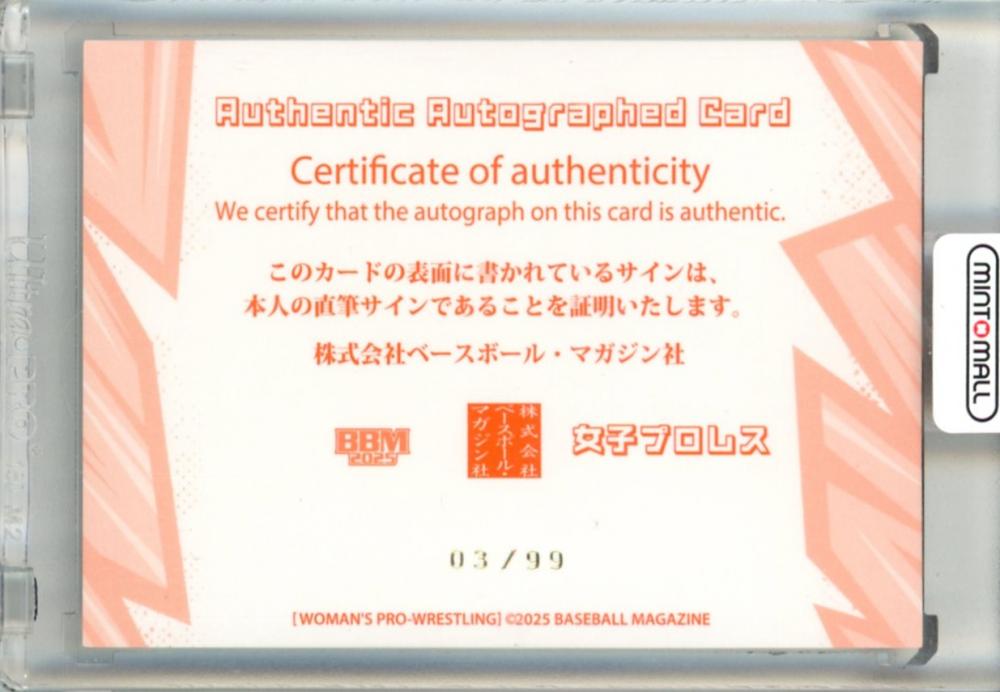 Authentic Autographed Card
Certificate of authenticity
We certify that the autograph on this card is authentic.
このカードの表面に書かれているサインは、
本人の直筆サインであることを証明いたします。
株式会社ベースボール・マガジン社
BBM
2025
株式会社
ベースボール・
マガジン社
女子プロレス
03/99
[WOMAN'S PRO-WRESTLING] ©2025 BASEBALL MAGAZINE
MINTOMALL